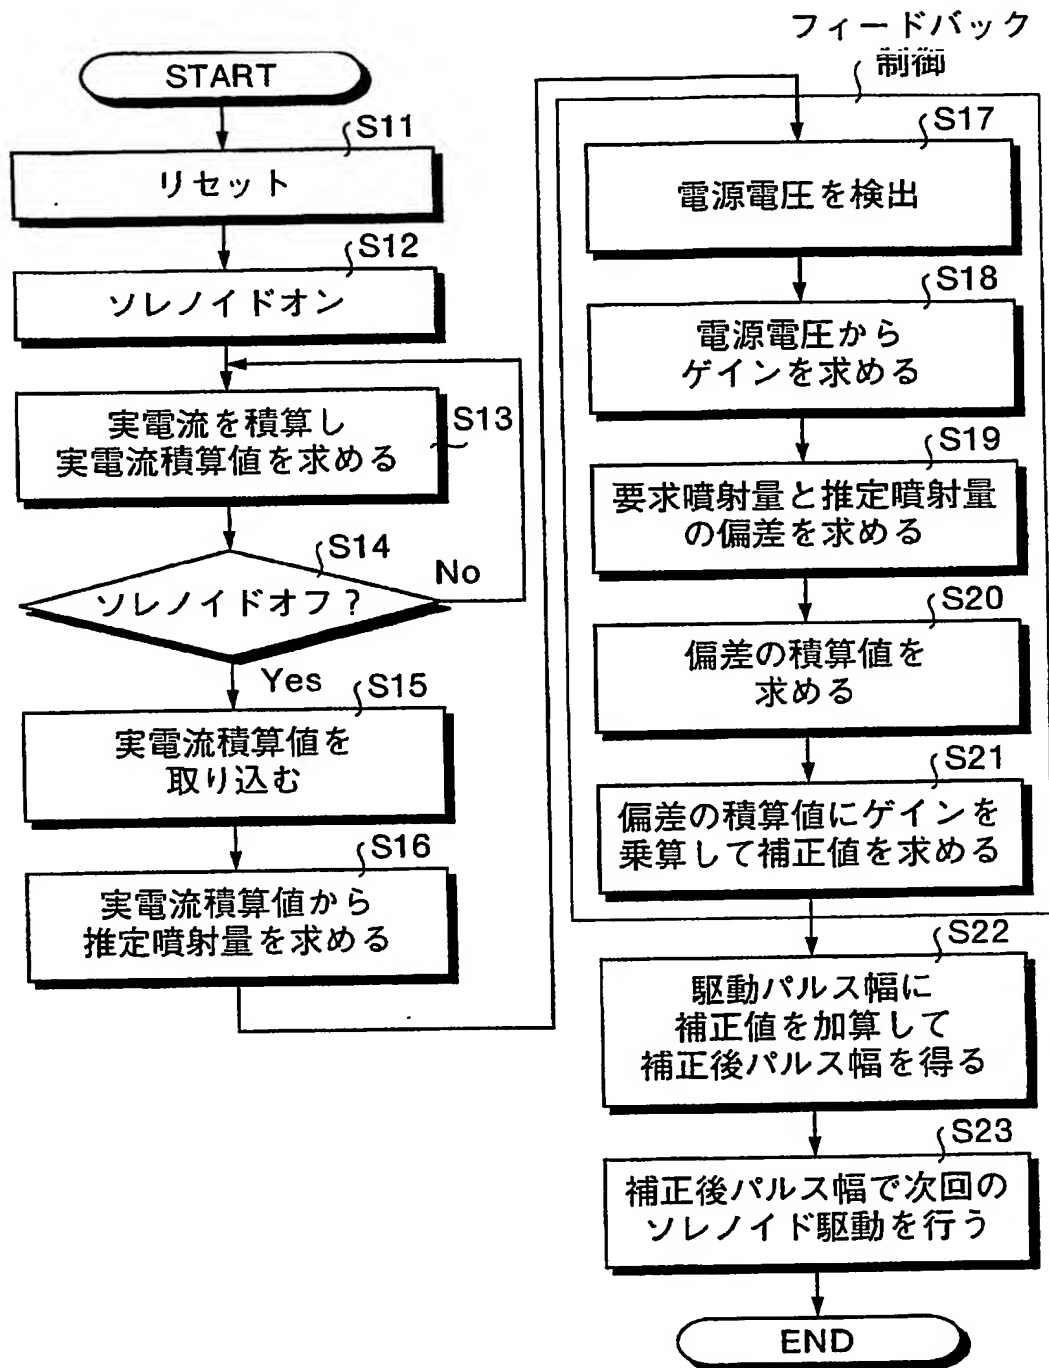 START
S11
リセット
S12
ソレノイドオン
S13
実電流を積算し
実電流積算値を求める
S14
ソレノイドオフ?
No
Yes
S15
実電流積算値を
取り込む
S16
実電流積算値から
推定噴射量を求める
フィードバック
制御
S17
電源電圧を検出
S18
電源電圧から
ゲインを求める
S19
要求噴射量と推定噴射量
の偏差を求める
S20
偏差の積算値を
求める
S21
偏差の積算値にゲインを
乗算して補正値を求める
S22
駆動パルス幅に
補正値を加算して
補正後パルス幅を得る
S23
補正後パルス幅で次回の
ソレノイド駆動を行う
END